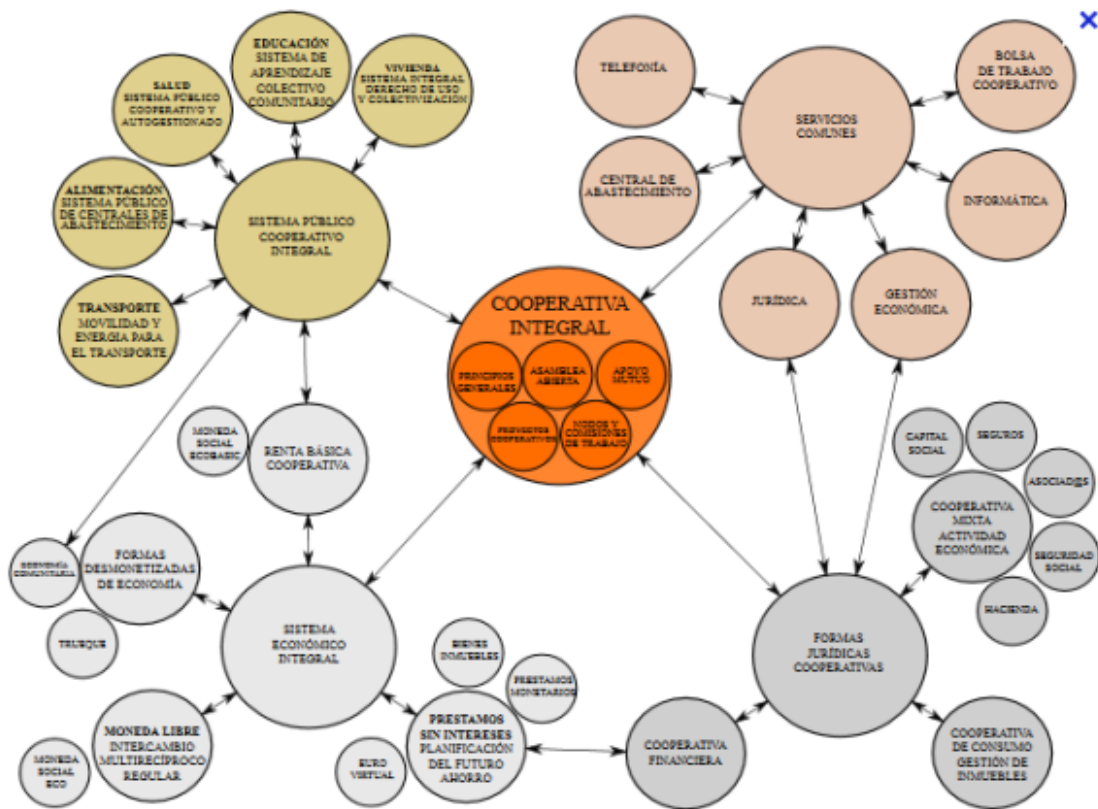 EDUCACIÓN
SISTEMA DE
APRENDIZAJE
COLECTIVO
COMUNITARIO
VIVIENDA
SISTEMA INTEGRAL
DERECHO DE USO
Y COLECTIVIZACIÓN
SALUD
SISTEMA PÚBLICO
COOPERATIVO Y
AUTOGESTIONADO
ALIMENTACIÓN
SISTEMA PÚBLICO
DE CENTRALES DE
ABASTECIMIENTO
TRANSPORTE
MOVILIDAD Y
ENERGIA PARA
EL TRANSPORTE
SISTEMA PÚBLICO
COOPERATIVO
INTEGRAL
TELEFONÍA
BOLSA
DE TRABAJO
COOPERATIVO
SERVICIOS
COMUNES
CENTRAL DE
ABASTECIMIENTO
INFORMÁTICA
JURÍDICA
GESTIÓN
ECONÓMICA
COOPERATIVA
INTEGRAL
PRINCIPIOS
GENERALES
ASAMBLEA
ABIERTA
APOYO
MUTUO
PROYECTOS
COOPERATIVOS
NODOS Y
COMISIONES
DE TRABAJO
MONEDA
SOCIAL
ECOBASIC
RENTA BÁSICA
COOPERATIVA
ECONOMÍA
COMUNITARIA
FORMAS
DESMONETIZADAS
DE ECONOMÍA
TRUEQUE
SISTEMA
ECONÓMICO
INTEGRAL
MONEDA LIBRE
INTERCAMBIO
MULTIRECÍPROCO
REGULAR
MONEDA
SOCIAL
ECO
BIENES
INMUEBLES
PRESTAMOS
MONETARIOS
PRESTAMOS
SIN INTERESES
PLANIFICACIÓN
DEL FUTURO
AHORRO
EURO
VIRTUAL
CAPITAL
SOCIAL
SEGUROS
ASOCIAD@S
COOPERATIVA
MIXTA
ACTIVIDAD
ECONÓMICA
SEGURIDAD
SOCIAL
HACIENDA
FORMAS
JURÍDICAS
COOPERATIVAS
COOPERATIVA
FINANCIERA
COOPERATIVA
DE CONSUMO
GESTIÓN DE
INMUEBLES